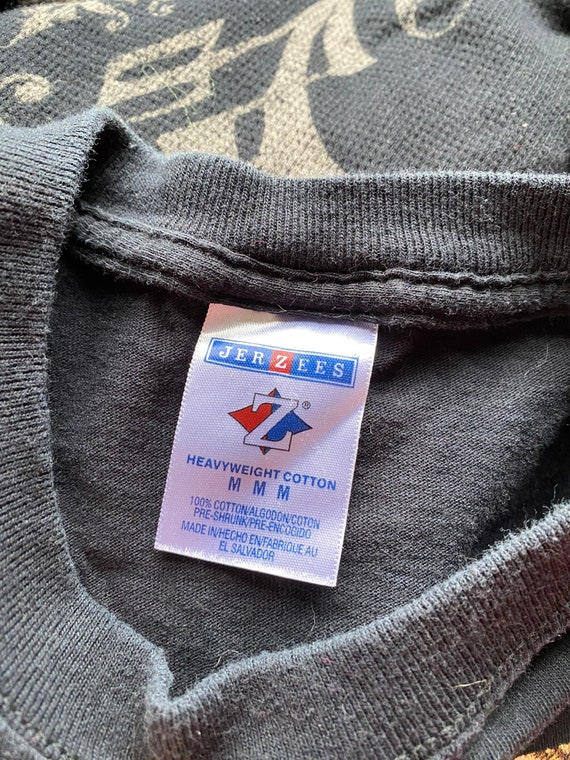 JERZEES
Z®
HEAVYWEIGHT COTTON
M M M
100% COTTON/ALGODON/COTON
PRE-SHRUNK/PRE-ENCOGIDO
MADE IN/HECHO EN/FABRIQUE AU
EL SALVADOR